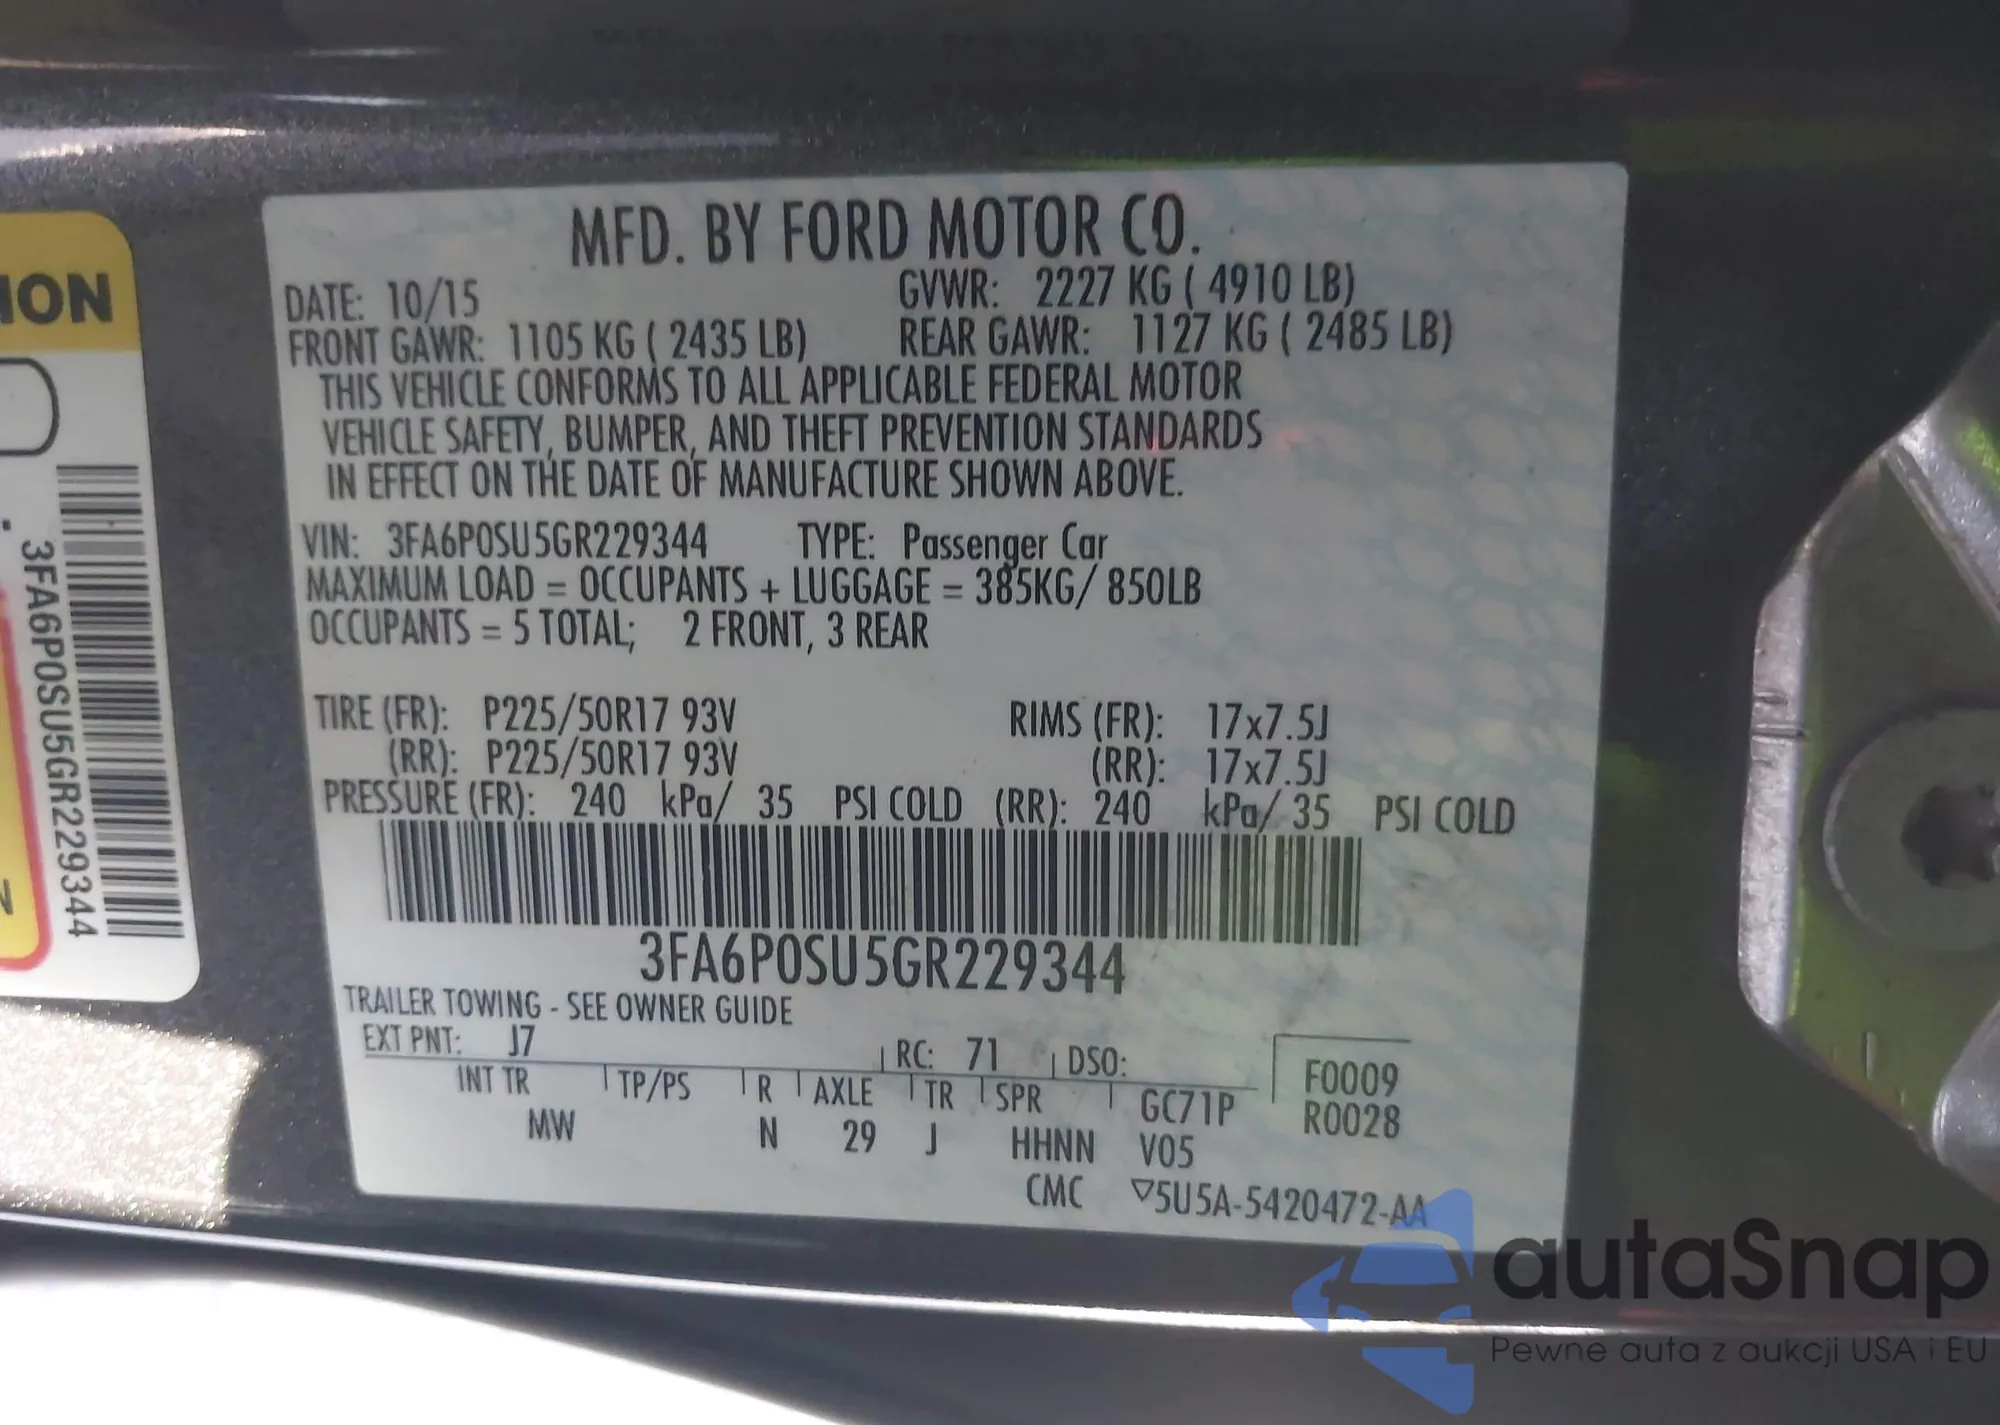 MFD. BY FORD MOTOR CO.
DATE: 10/15 GVWR: 2227 KG ( 4910 LB)
FRONT GAWR: 1105 KG ( 2435 LB) REAR GAWR: 1127 KG ( 2485 LB)
THIS VEHICLE CONFORMS TO ALL APPLICABLE FEDERAL MOTOR
VEHICLE SAFETY, BUMPER, AND THEFT PREVENTION STANDARDS
IN EFFECT ON THE DATE OF MANUFACTURE SHOWN ABOVE.
VIN: 3FA6P0SU5GR229344 TYPE: Passenger Car
MAXIMUM LOAD = OCCUPANTS + LUGGAGE = 385KG/ 850LB
OCCUPANTS = 5 TOTAL; 2 FRONT, 3 REAR
TIRE (FR): P225/50R17 93V RIMS (FR): 17x7.5J
(RR): P225/50R17 93V (RR): 17x7.5J
PRESSURE (FR): 240 kPa/ 35 PSI COLD (RR): 240 kPa/ 35 PSI COLD
3FA6P0SU5GR229344
TRAILER TOWING - SEE OWNER GUIDE
EXT PNT: J7 RC: 71 DSO:
INT TR TP/PS R AXLE TR SPR GC71P
MW N 29 J HHNN V05
CMC ▽5U5A-5420472-AA
F0009
R0028
ION
3FA6P0SU5GR229344
autaSnap
Pewne auta z aukcji USA i EU